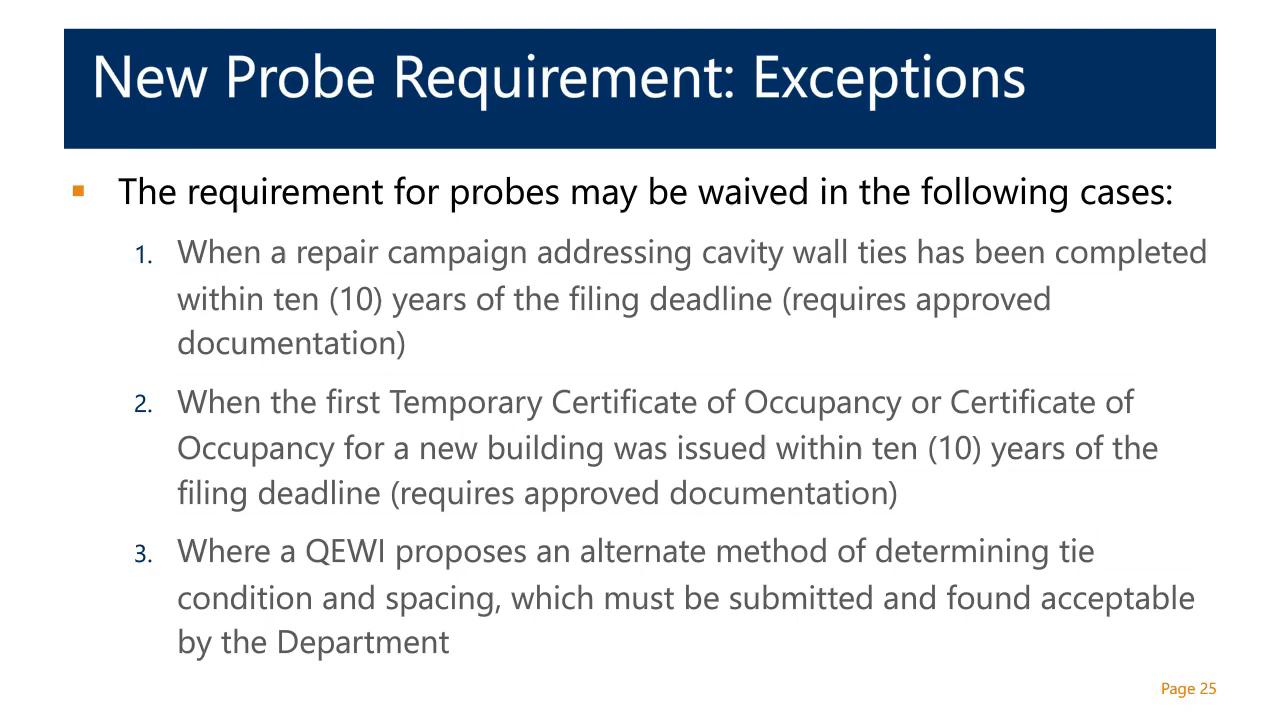 New Probe Requirement: Exceptions
The requirement for probes may be waived in the following cases:
1. When a repair campaign addressing cavity wall ties has been completed
within ten (10) years of the filing deadline (requires approved
documentation)
2. When the first Temporary Certificate of Occupancy or Certificate of
Occupancy for a new building was issued within ten (10) years of the
filing deadline (requires approved documentation)
3. Where a QEWI proposes an alternate method of determining tie
condition and spacing, which must be submitted and found acceptable
by the Department
Page 25